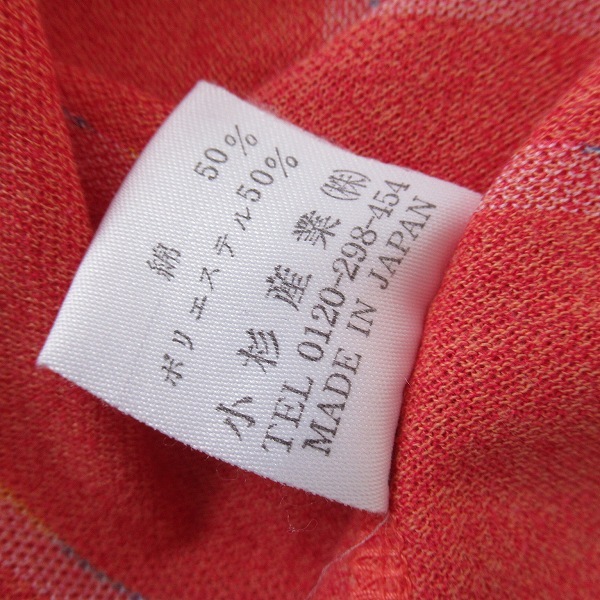 綿 50%
ポリエステル50%
小杉産業㈱
TEL 0120-298-454
MADE IN JAPAN